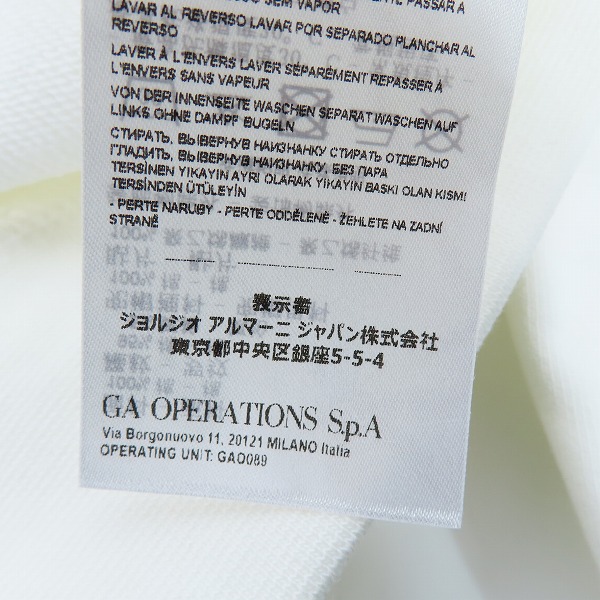 SEM VAPOR
PASSAR A
LAVAR AL REVERSO LAVAR POR SEPARADO PLANCHAR AL
REVERSO
LAVER À L'ENVERS LAVER SÉPARÉMENT REPASSER À
L'ENVERS SANS VAPEUR
VON DER INNENSEITE WASCHEN SEPARAT WASCHEN AUF
LINKS OHNE DAMPF BUGELN
СТИРАТЬ, ВЫВЕРНУВ НАИЗНАНКУ СТИРАТЬ ОТДЕЛЬНО
ГЛАДИТЬ, ВЫВЕРНУВ НАИЗНАНКУ, БЕЗ ПАРА
TERSİNEN YIKAYIN AYRI OLARAK YIKAYIN BASKI OLAN KISMI
TERSİNDEN ÜTÜLEYİN
- PERTE NARUBY - PERTE ODDĚLENĚ - ŽEHLETE NA ZADNÍ
STRANĚ
表示者
ジョルジオ アルマーニ ジャパン株式会社
東京都中央区銀座5-5-4
GA OPERATIONS S.p.A
Via Borgonuovo 11, 20121 MILANO Italia
OPERATING UNIT: GAO089